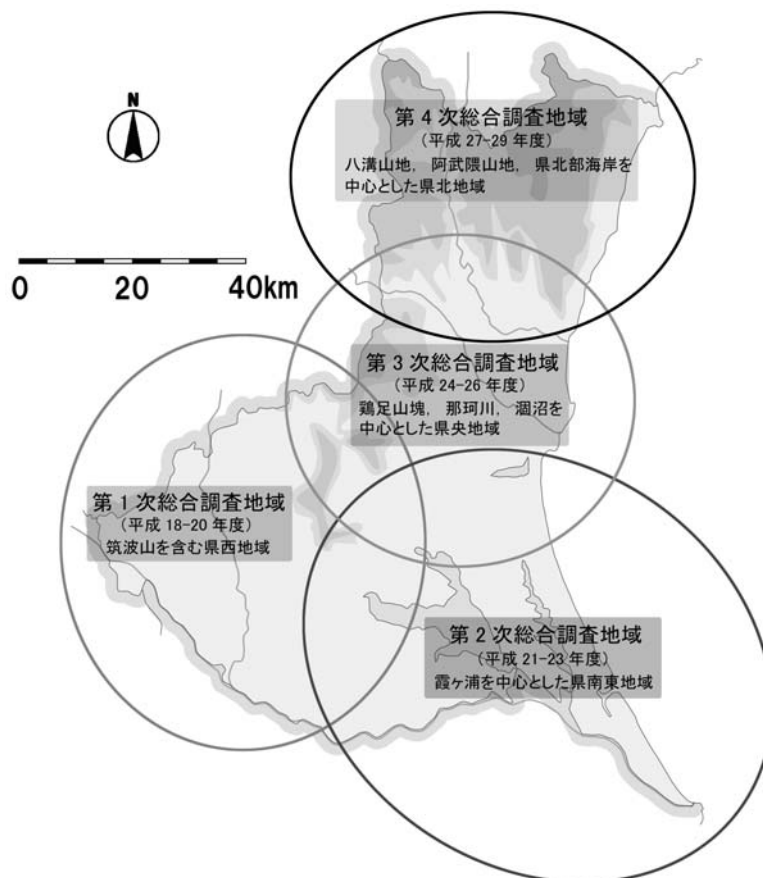 N
0 20 40km
第4次総合調査地域
(平成 27-29 年度)
八溝山地, 阿武隈山地, 県北部海岸を
中心とした県北地域
第3次総合調査地域
(平成 24-26 年度)
鶏足山塊, 那珂川, 涸沼を
中心とした県央地域
第1次総合調査地域
(平成 18-20 年度)
筑波山を含む県西地域
第2次総合調査地域
(平成 21-23 年度)
霞ヶ浦を中心とした県南東地域